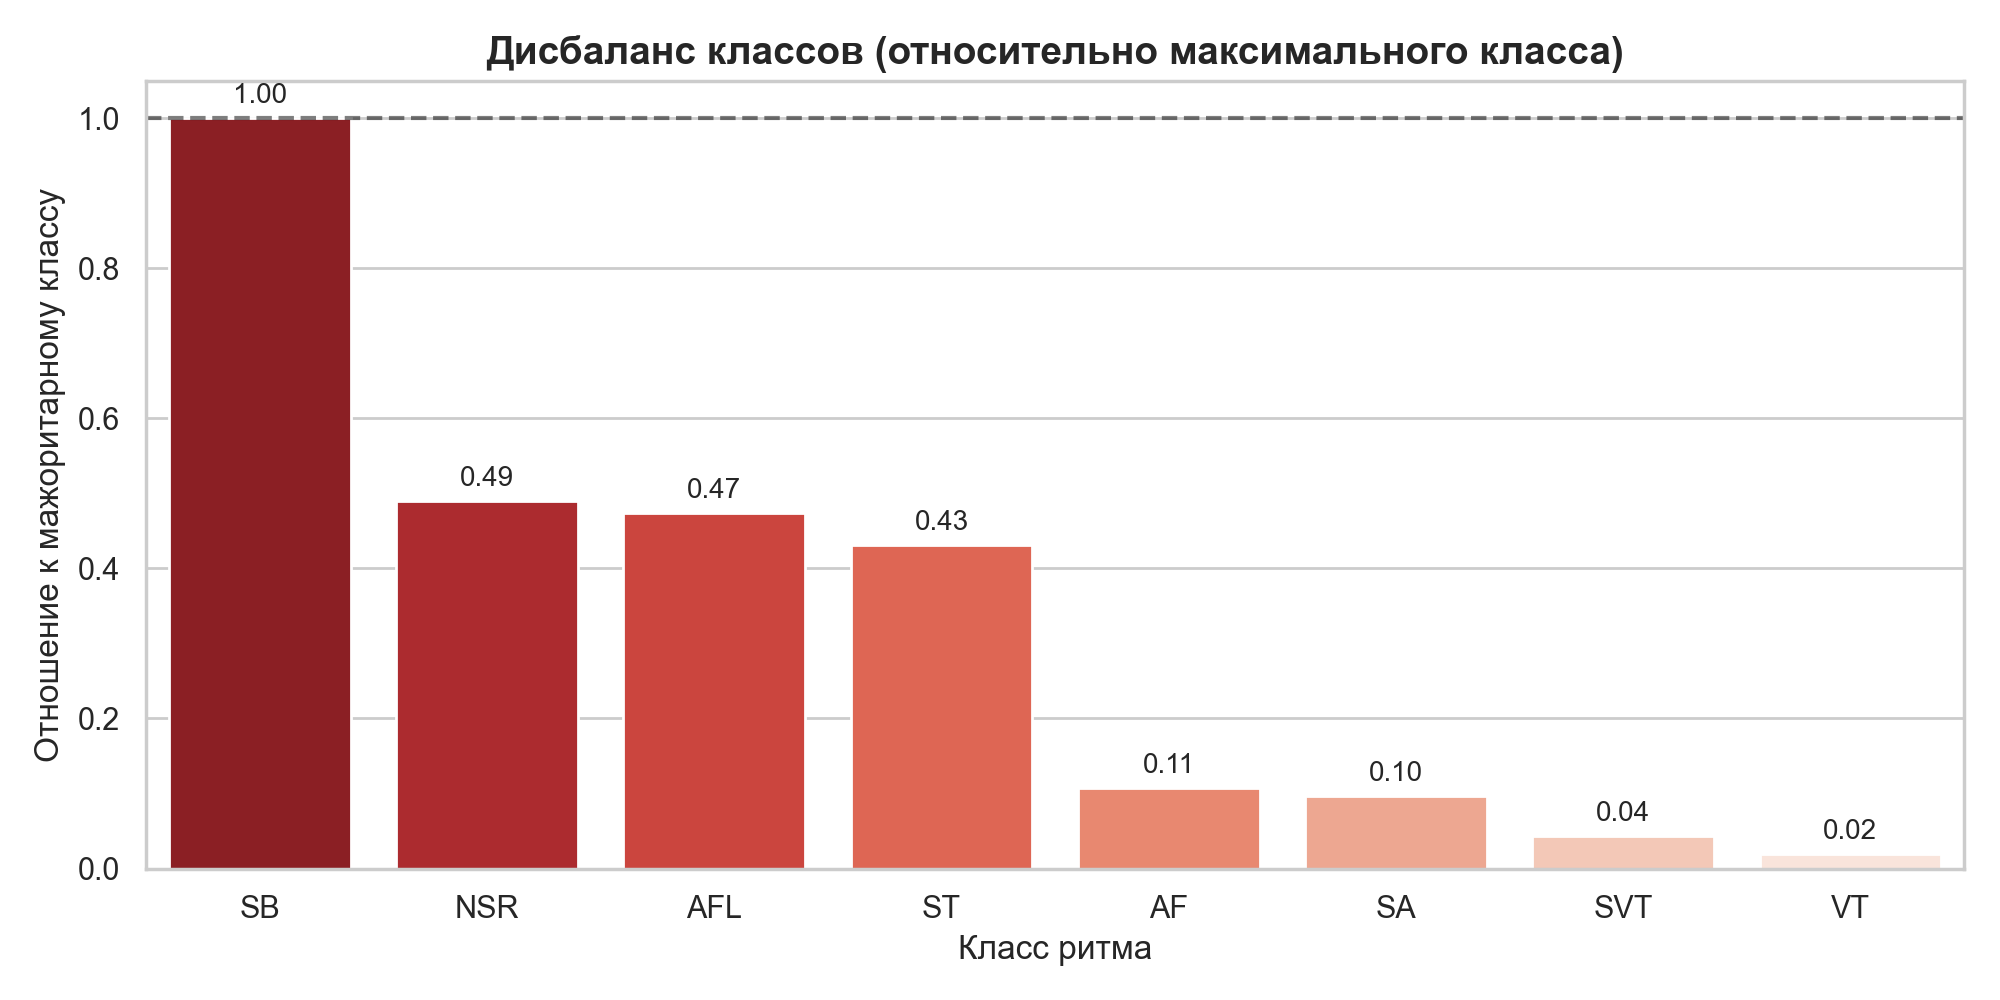 Дисбаланс классов (относительно максимального класса)
Отношение к мажоритарному классу
1.0
0.8
0.6
0.4
0.2
0.0
1.00
0.49
0.47
0.43
0.11
0.10
0.04
0.02
SB
NSR
AFL
ST
AF
SA
SVT
VT
Класс ритма